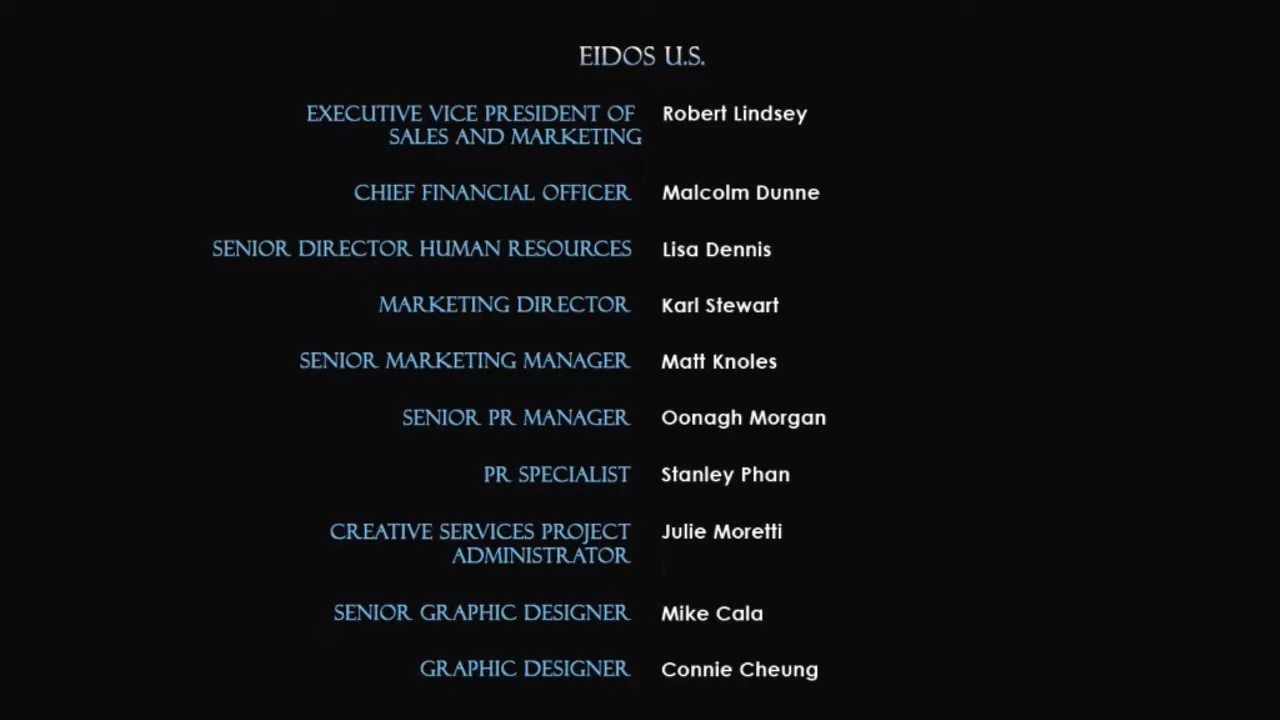 EIDOS U.S.
EXECUTIVE VICE PRESIDENT OF Robert Lindsey
SALES AND MARKETING
CHIEF FINANCIAL OFFICER Malcolm Dunne
SENIOR DIRECTOR HUMAN RESOURCES Lisa Dennis
MARKETING DIRECTOR Karl Stewart
SENIOR MARKETING MANAGER Matt Knoles
SENIOR PR MANAGER Oonagh Morgan
PR SPECIALIST Stanley Phan
CREATIVE SERVICES PROJECT Julie Moretti
ADMINISTRATOR
SENIOR GRAPHIC DESIGNER Mike Cala
GRAPHIC DESIGNER Connie Cheung